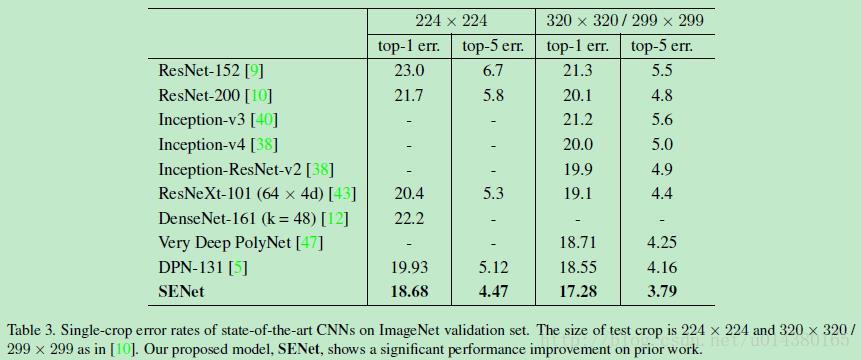 224 × 224 320 × 320 / 299 × 299
top-1 err. top-5 err. top-1 err. top-5 err.
ResNet-152 [9] 23.0 6.7 21.3 5.5
ResNet-200 [10] 21.7 5.8 20.1 4.8
Inception-v3 [40] - - 21.2 5.6
Inception-v4 [38] - - 20.0 5.0
Inception-ResNet-v2 [38] - - 19.9 4.9
ResNeXt-101 (64 × 4d) [43] 20.4 5.3 19.1 4.4
DenseNet-161 (k = 48) [12] 22.2 - - -
Very Deep PolyNet [47] - - 18.71 4.25
DPN-131 [5] 19.93 5.12 18.55 4.16
SENet 18.68 4.47 17.28 3.79
Table 3. Single-crop error rates of state-of-the-art CNNs on ImageNet validation set. The size of test crop is 224 × 224 and 320 × 320 /
299 × 299 as in [10]. Our proposed model, SENet, shows a significant performance improvement on prior work.
http://blog.csdn.net/u014380165